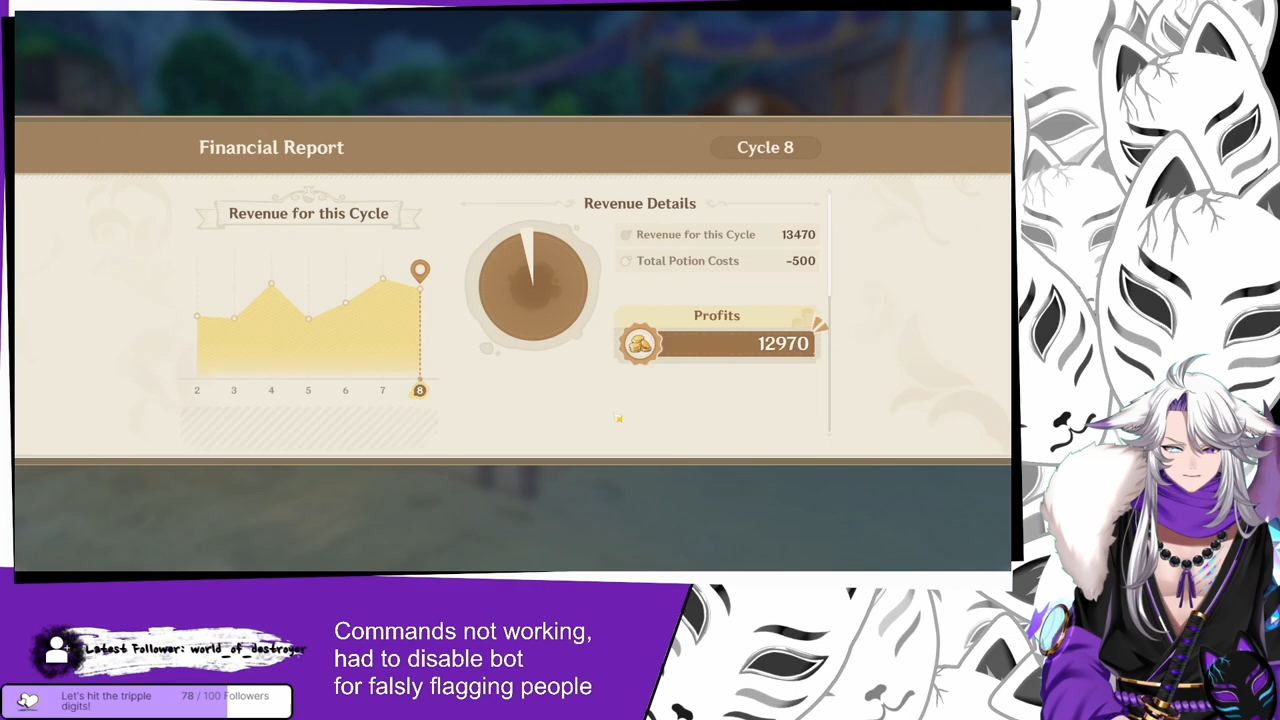 Financial Report
Cycle 8
Revenue for this Cycle
2 3 4 5 6 7 8
Revenue Details
Revenue for this Cycle 13470
Total Potion Costs -500
Profits
12970
Latest Follower: world_of_destroyer
Let's hit the tripple
digits!
78 / 100 Followers
Commands not working,
had to disable bot
for falsly flagging people